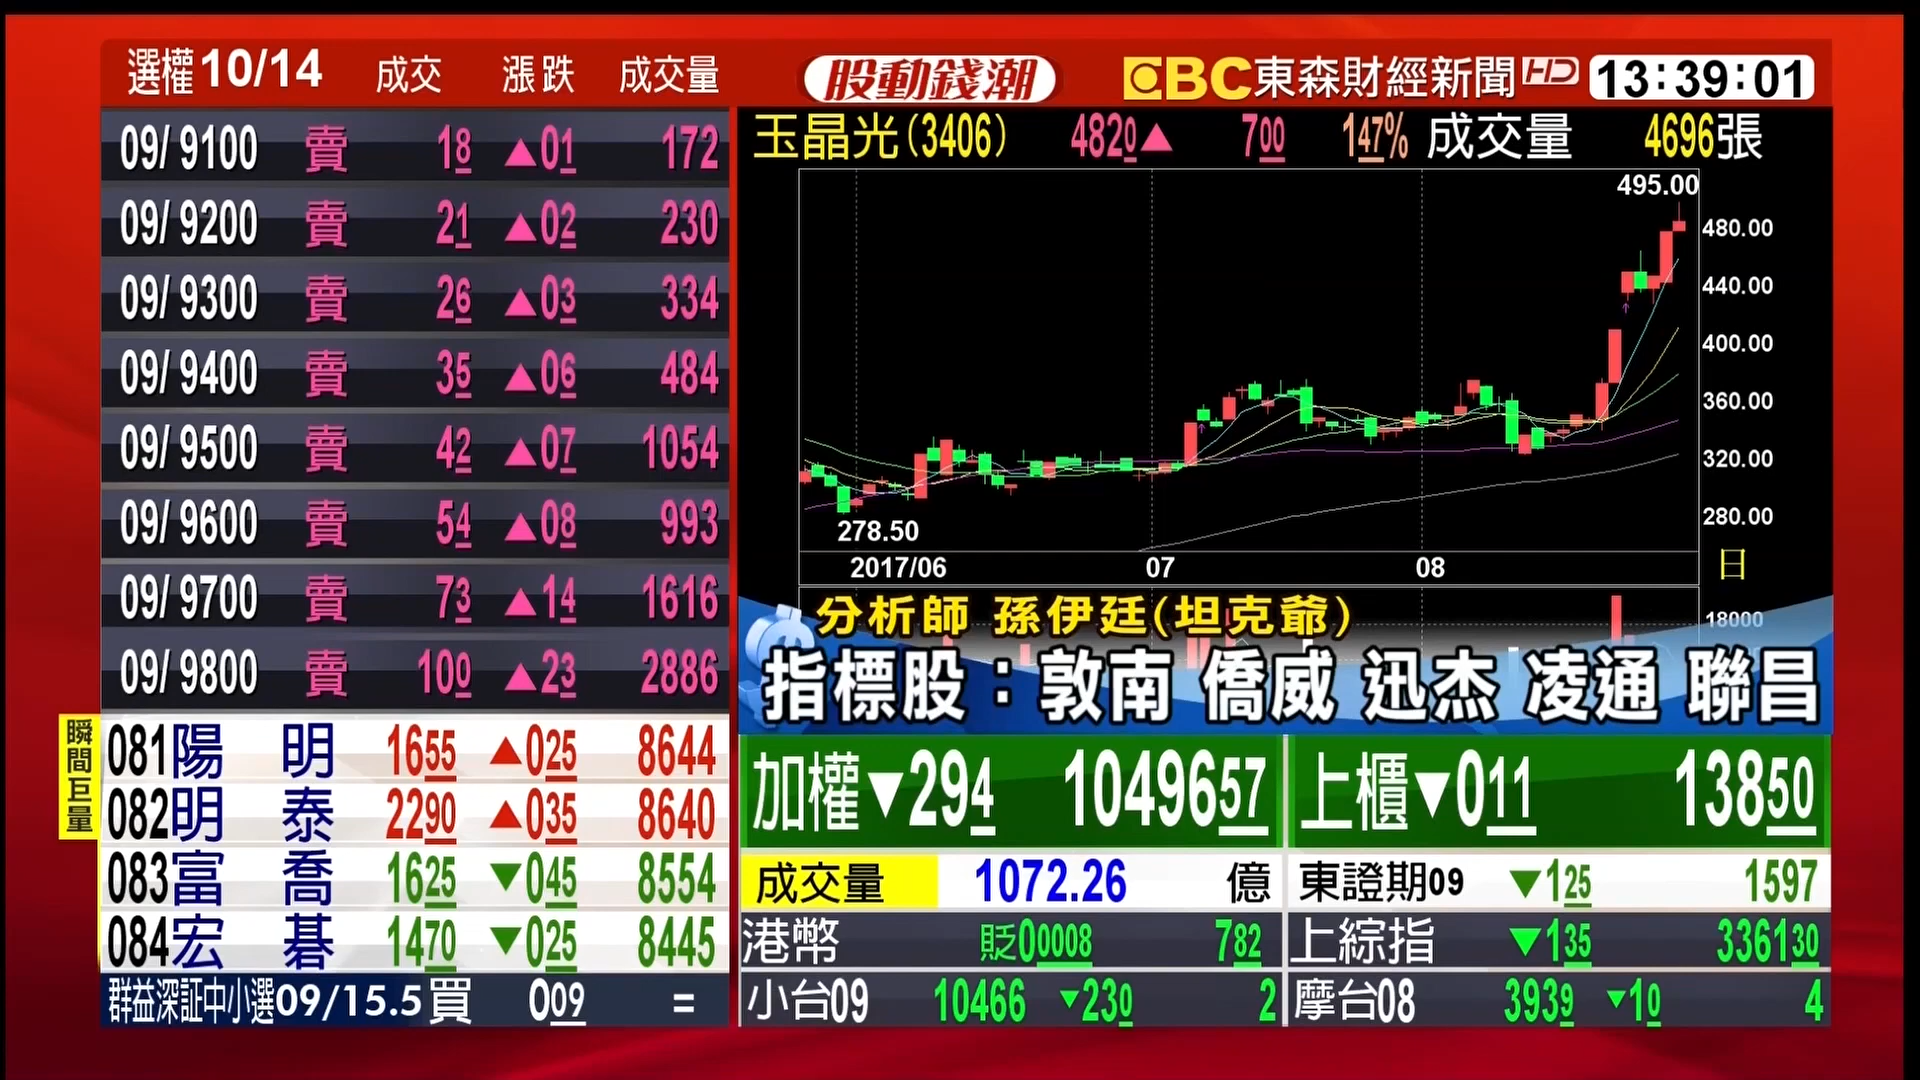 選權10/14 成交 漲跌 成交量
股動錢潮 EBC東森財經新聞HD 13:39:01
09/ 9100 賣 18 ▲01 172
09/ 9200 賣 21 ▲02 230
09/ 9300 賣 26 ▲03 334
09/ 9400 賣 35 ▲06 484
09/ 9500 賣 42 ▲07 1054
09/ 9600 賣 54 ▲08 993
09/ 9700 賣 73 ▲14 1616
09/ 9800 賣 100 ▲23 2886
瞬間巨量
081陽明 1655 ▲025 8644
082明泰 2290 ▲035 8640
083富喬 1625 ▼045 8554
084宏碁 1470 ▼025 8445
群益深証中小選09/15.5買 009 =
玉晶光(3406) 4820▲ 700 147% 成交量 4696張
495.00
480.00
440.00
400.00
360.00
320.00
280.00
278.50
2017/06 07 08 日
18000
分析師 孫伊廷(坦克爺)
指標股：敦南 僑威 迅杰 凌通 聯昌
加權▼294 1049657 上櫃▼011 13850
成交量 1072.26 億 東證期09 ▼125 1597
港幣 貶00008 782 上綜指 ▼135 336130
小台09 10466 ▼230 2 摩台08 3939 ▼10 4